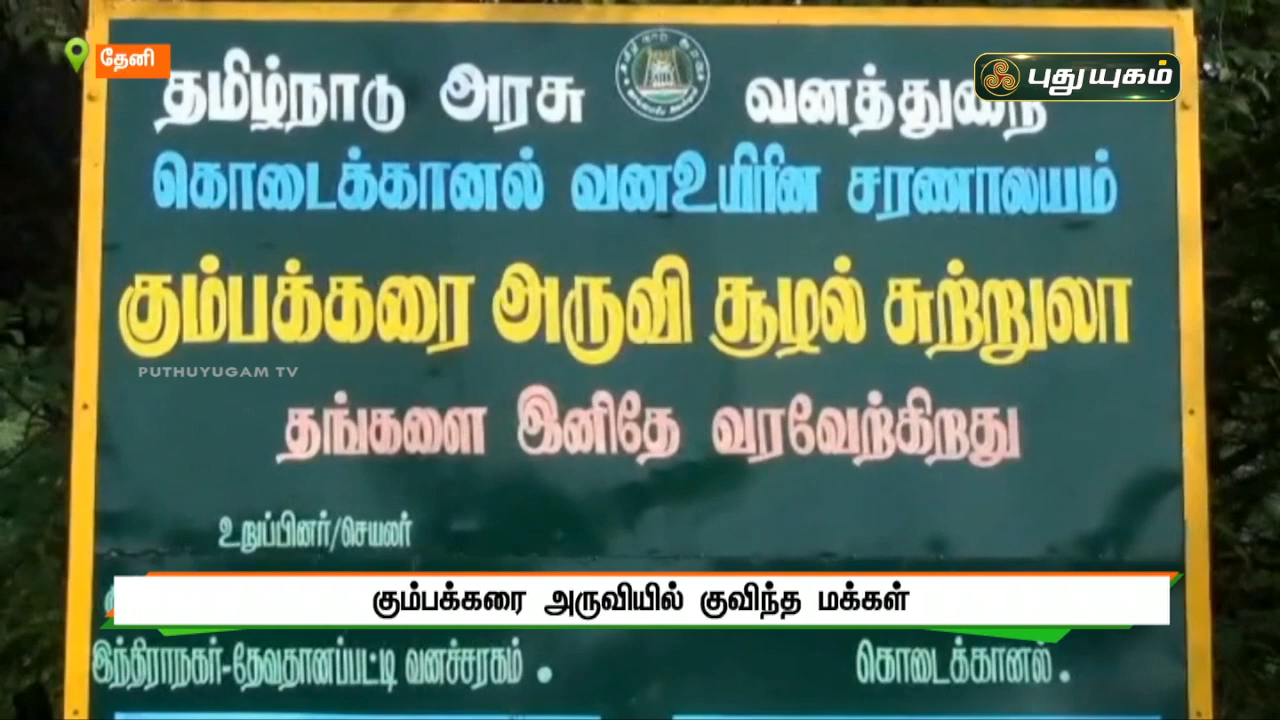 தேனி
புதுயுகம்
தமிழ்நாடு அரசு வனத்துறை
கொடைக்கானல் வனஉயிரின சரணாலயம்
கும்பக்கரை அருவி சூழல் சுற்றுலா
PUTHUYUGAM TV
தங்களை இனிதே வரவேற்கிறது
உறுப்பினர்/செயலர்
கும்பக்கரை அருவியில் குவிந்த மக்கள்
இந்திராநகர்-தேவதானப்பட்டி வனச்சரகம் . கொடைக்கானல் .